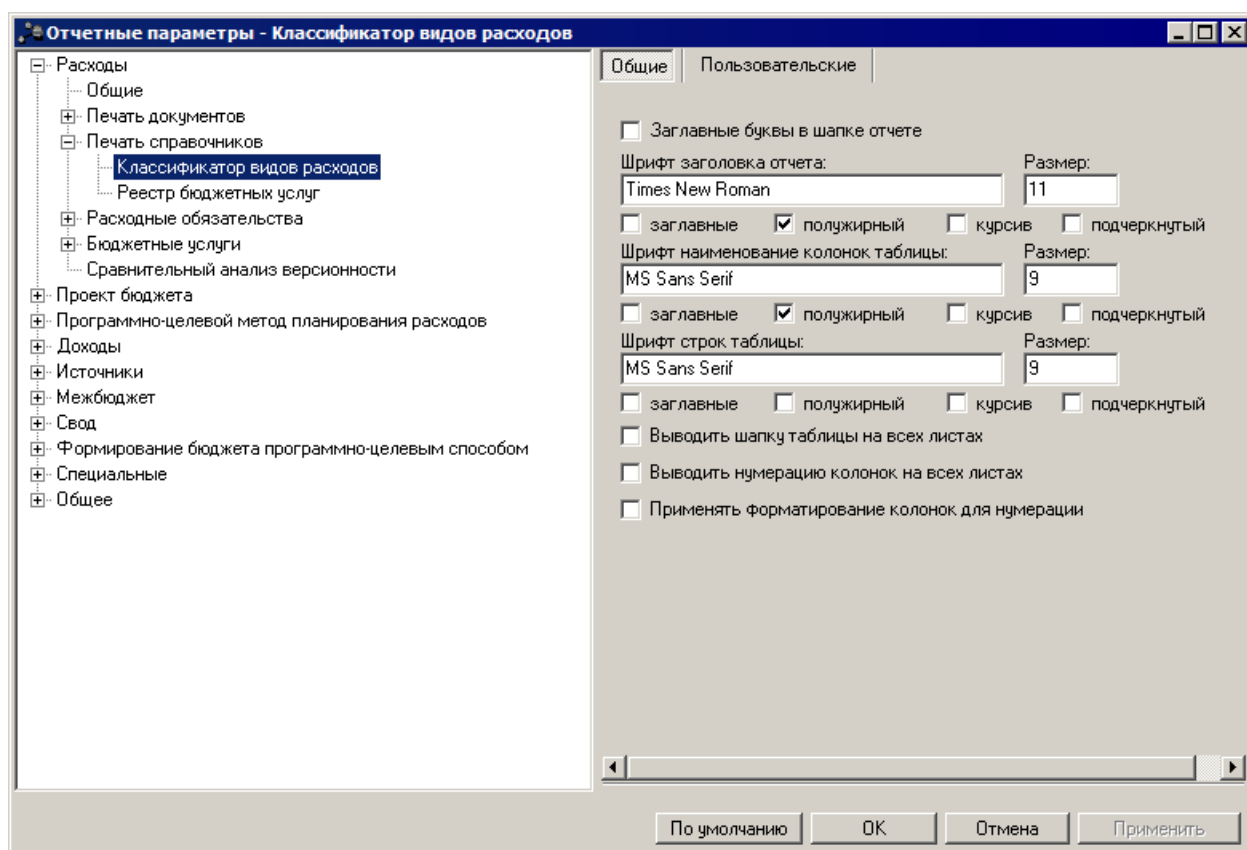 Отчетные параметры - Классификатор видов расходов
Расходы
Общие
Печать документов
Печать справочников
Классификатор видов расходов
Реестр бюджетных услуг
Расходные обязательства
Бюджетные услуги
Сравнительный анализ версионности
Проект бюджета
Программно-целевой метод планирования расходов
Доходы
Источники
Межбюджет
Свод
Формирование бюджета программно-целевым способом
Специальные
Общее
Общие Пользовательские
Заглавные буквы в шапке отчете
Шрифт заголовка отчета: Размер:
Times New Roman 11
заглавные полужирный курсив подчеркнутый
Шрифт наименование колонок таблицы: Размер:
MS Sans Serif 9
заглавные полужирный курсив подчеркнутый
Шрифт строк таблицы: Размер:
MS Sans Serif 9
заглавные полужирный курсив подчеркнутый
Выводить шапку таблицы на всех листах
Выводить нумерацию колонок на всех листах
Применять форматирование колонок для нумерации
По умолчанию OK Отмена Применить